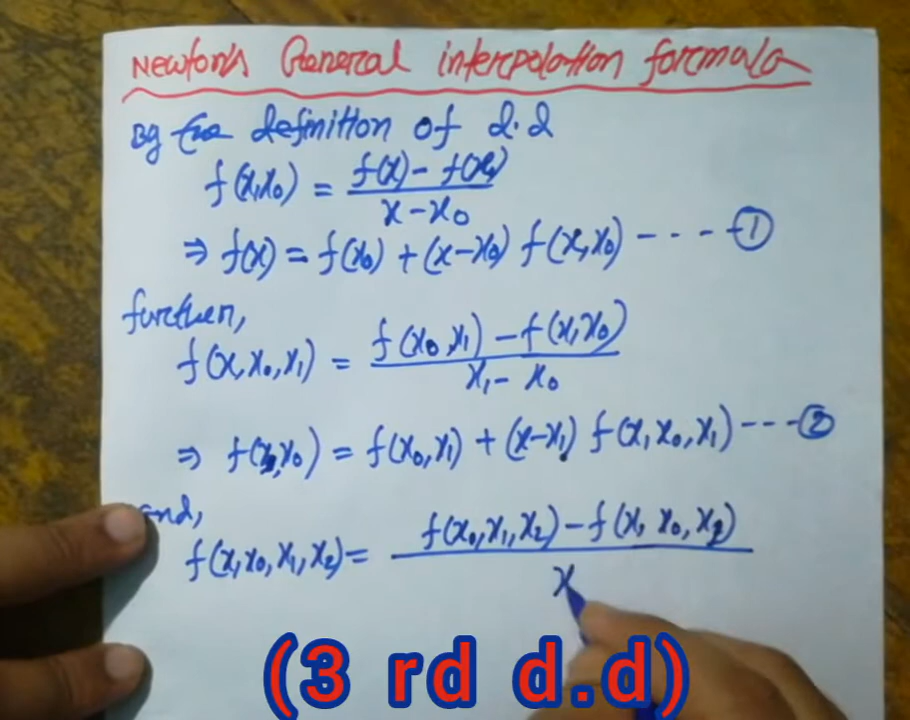 Newton's General interpolation formula
By the definition of d.d
f(x,x₀) = f(x) - f(x₀) / x - x₀
⇒ f(x) = f(x₀) + (x-x₀) f(x,x₀) - - - - ①
further,
f(x,x₀,x₁) = f(x₀,x₁) - f(x,x₀) / x₁ - x₀
⇒ f(x,x₀) = f(x₀,x₁) + (x-x₁) f(x,x₀,x₁) - - - ②
and,
f(x,x₀,x₁,x₂) = f(x₀,x₁,x₂) - f(x,x₀,x₁) / x
(3 rd d.d)